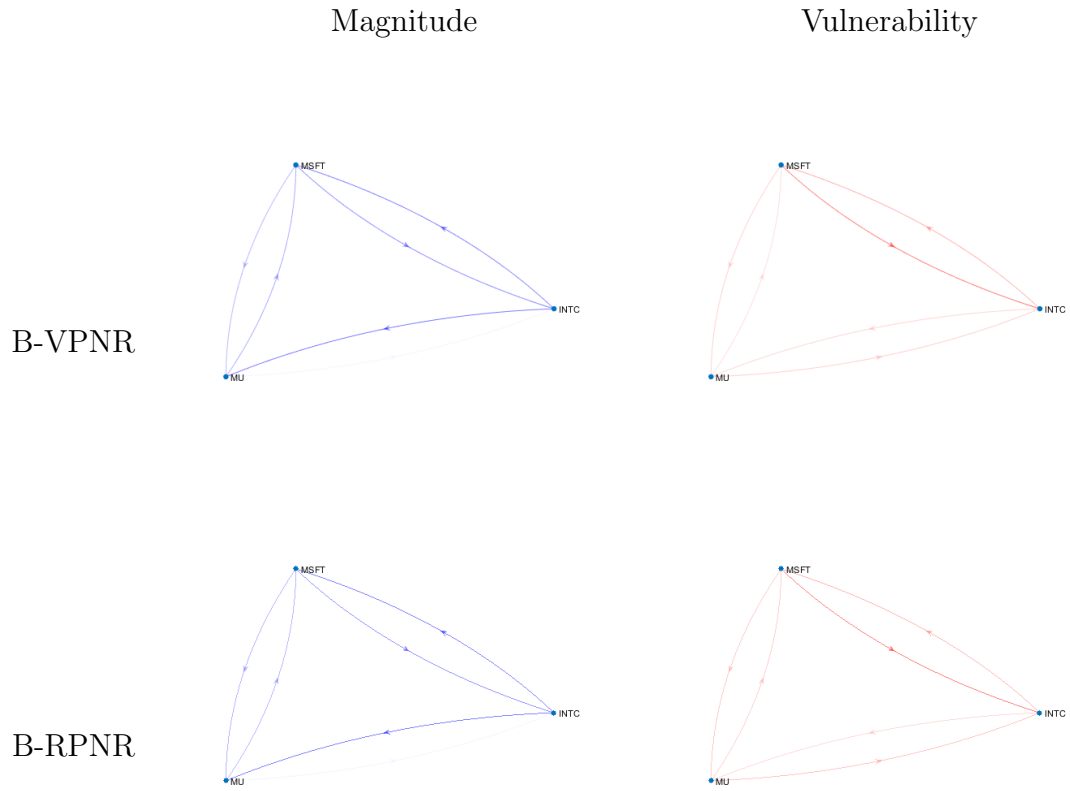 Magnitude Vulnerability
MSFT MSFT
INTC INTC
B-VPNR
MU MU
MSFT MSFT
INTC INTC
B-RPNR
MU MU